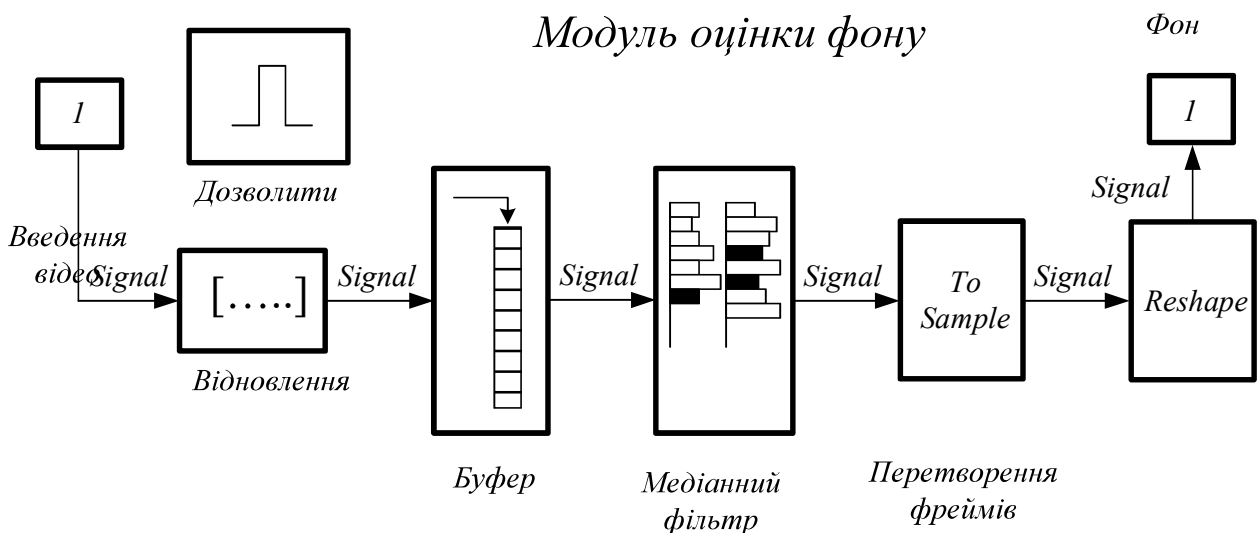 Модуль оцінки фону
Фон
1
1
Дозволити
Signal
Введення
відео
Signal
Signal
Signal
Signal
Signal
[.....]
To
Sample
Reshape
Відновлення
Буфер
Медіанний
фільтр
Перетворення
фреймів